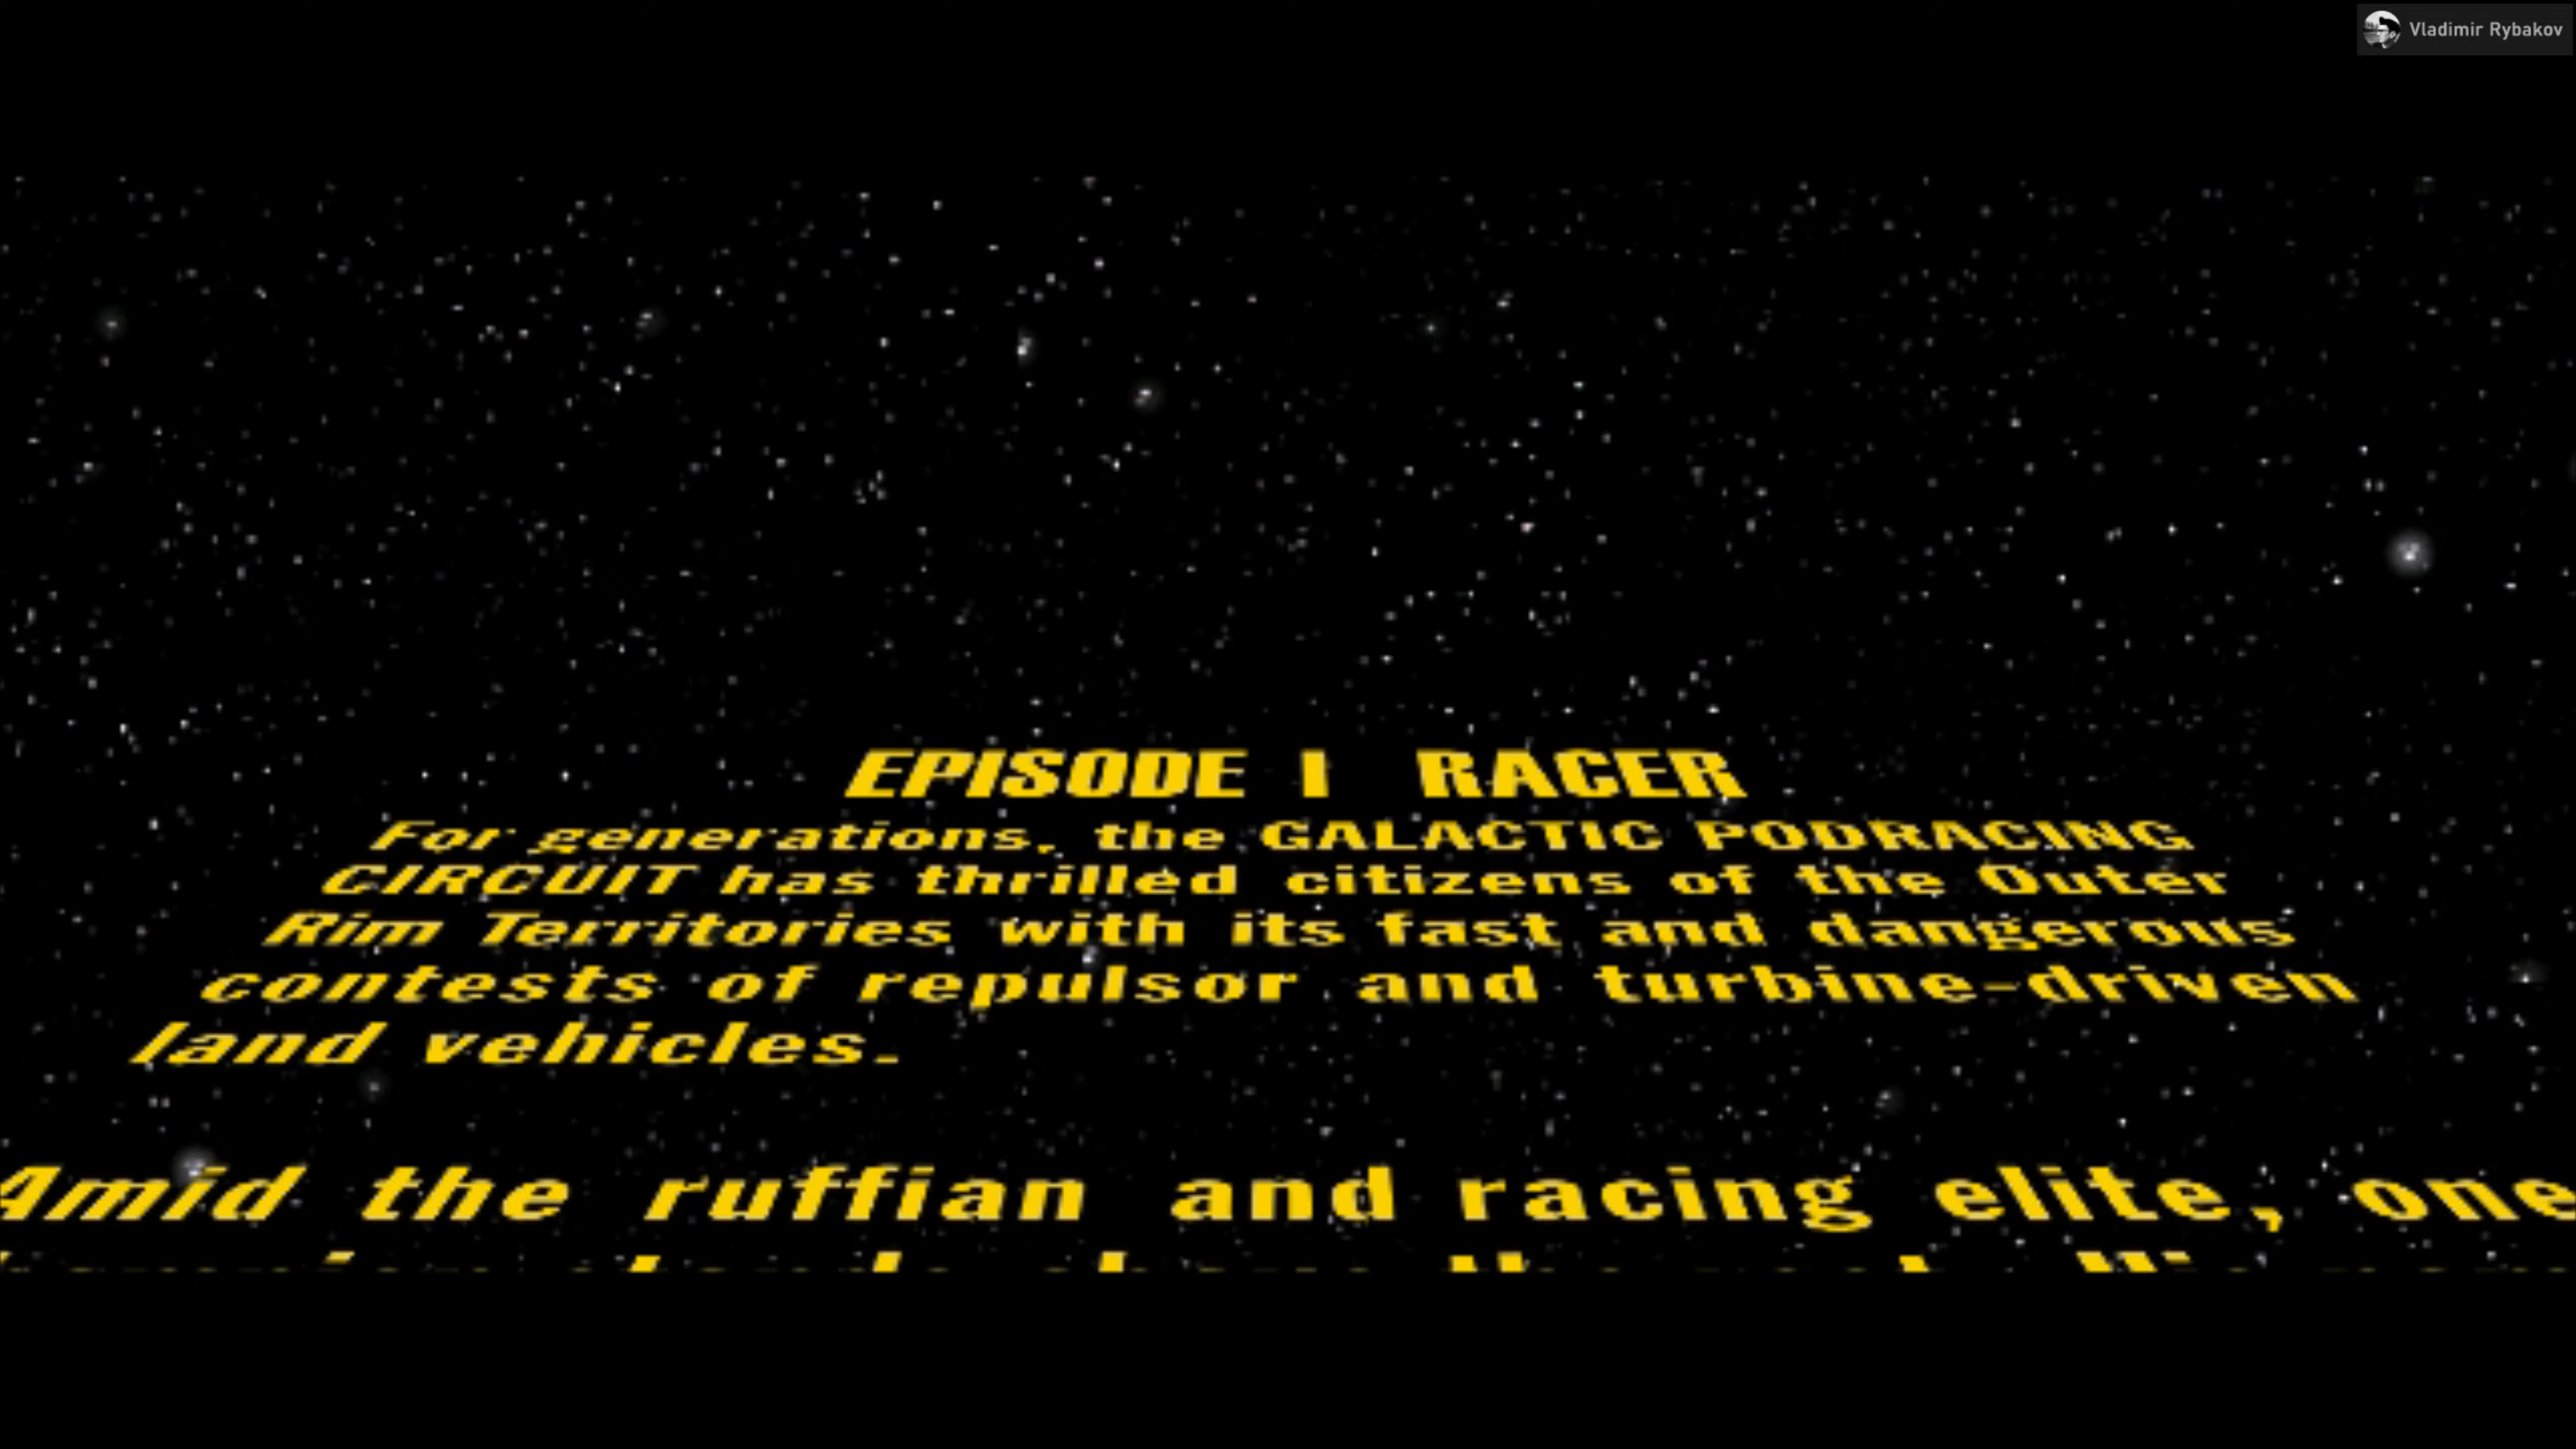 Vladimir Rybakov
EPISODE I RACER
For generations, the GALACTIC PODRACING
CIRCUIT has thrilled citizens of the Outer
Rim Territories with its fast and dangerous
contests of repulsor and turbine-driven
land vehicles.
Amid the ruffian and racing elite, one